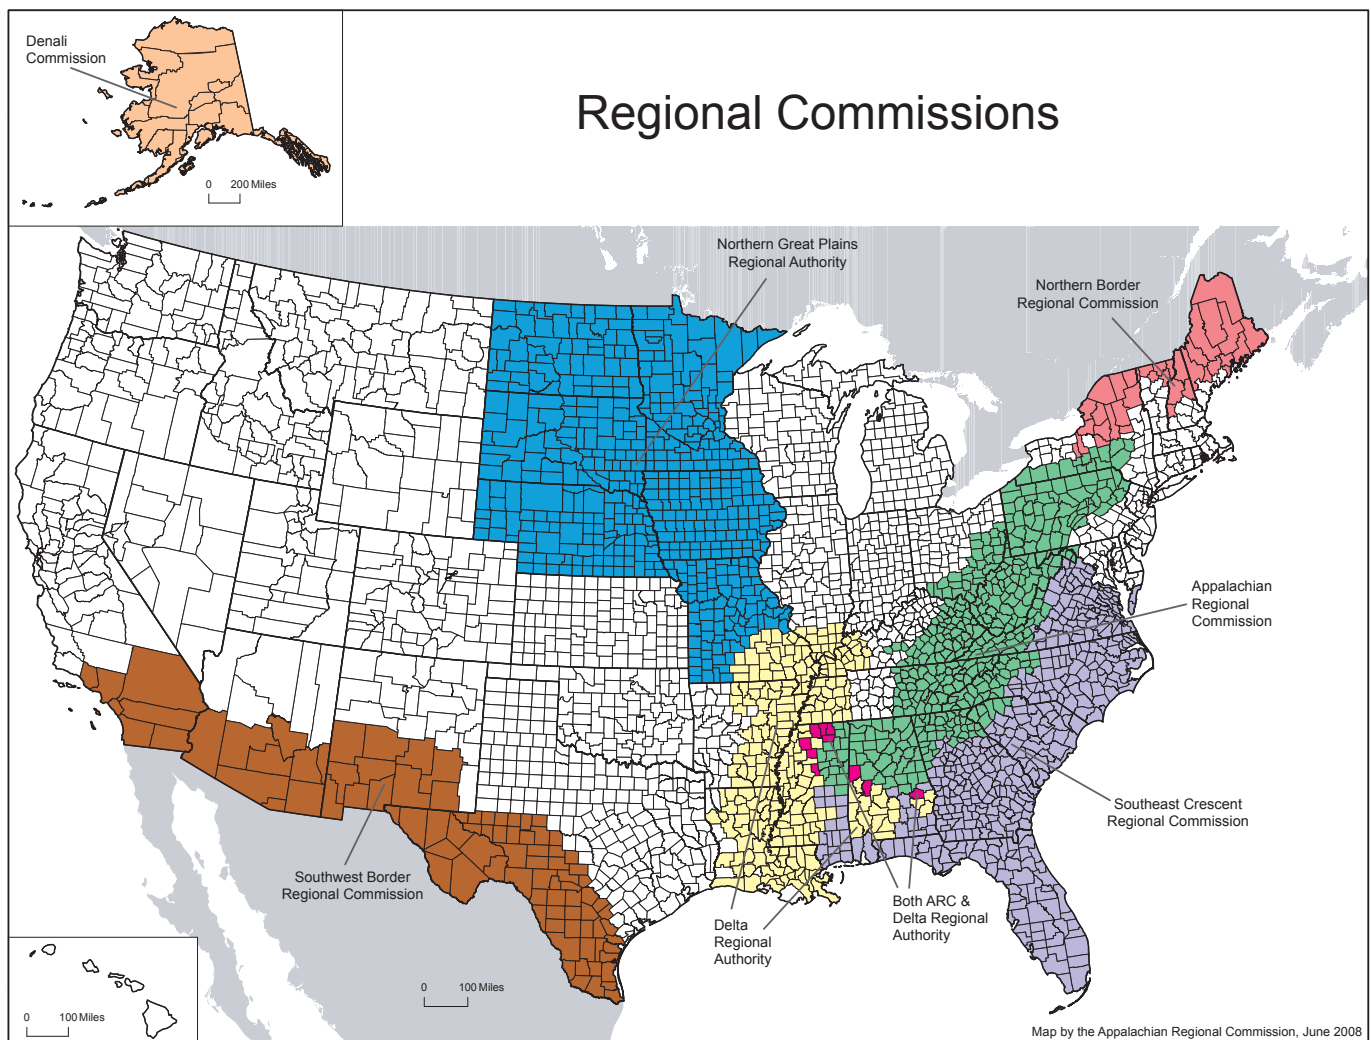 Denali
Commission
0 200 Miles
Regional Commissions
Northern Great Plains
Regional Authority
Northern Border
Regional Commission
Appalachian
Regional
Commission
Southeast Crescent
Regional Commission
Southwest Border
Regional Commission
Both ARC &
Delta Regional
Authority
Delta
Regional
Authority
0 100 Miles
0 100 Miles
Map by the Appalachian Regional Commission, June 2008